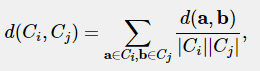 d(C_i, C_j) = \sum_{\mathbf{a} \in C_i, \mathbf{b} \in C_j} \frac{d(\mathbf{a}, \mathbf{b})}{|C_i||C_j|},